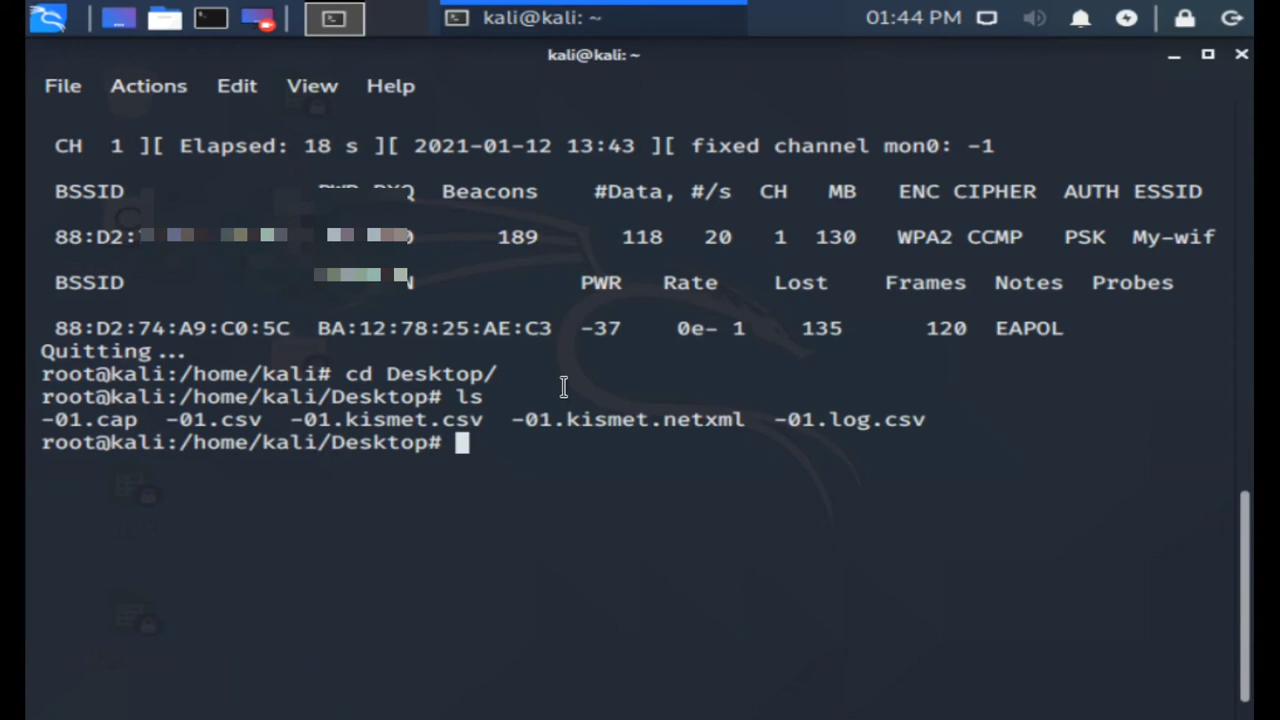 kali@kali: ~ 01:44 PM
kali@kali: ~
File Actions Edit View Help
CH 1 ][ Elapsed: 18 s ][ 2021-01-12 13:43 ][ fixed channel mon0: -1
BSSID Beacons #Data, #/s CH MB ENC CIPHER AUTH ESSID
88:D2: 189 118 20 1 130 WPA2 CCMP PSK My-wif
BSSID PWR Rate Lost Frames Notes Probes
88:D2:74:A9:C0:5C BA:12:78:25:AE:C3 -37 0e- 1 135 120 EAPOL
Quitting...
root@kali:/home/kali# cd Desktop/
root@kali:/home/kali/Desktop# ls
-01.cap -01.csv -01.kismet.csv -01.kismet.netxml -01.log.csv
root@kali:/home/kali/Desktop#